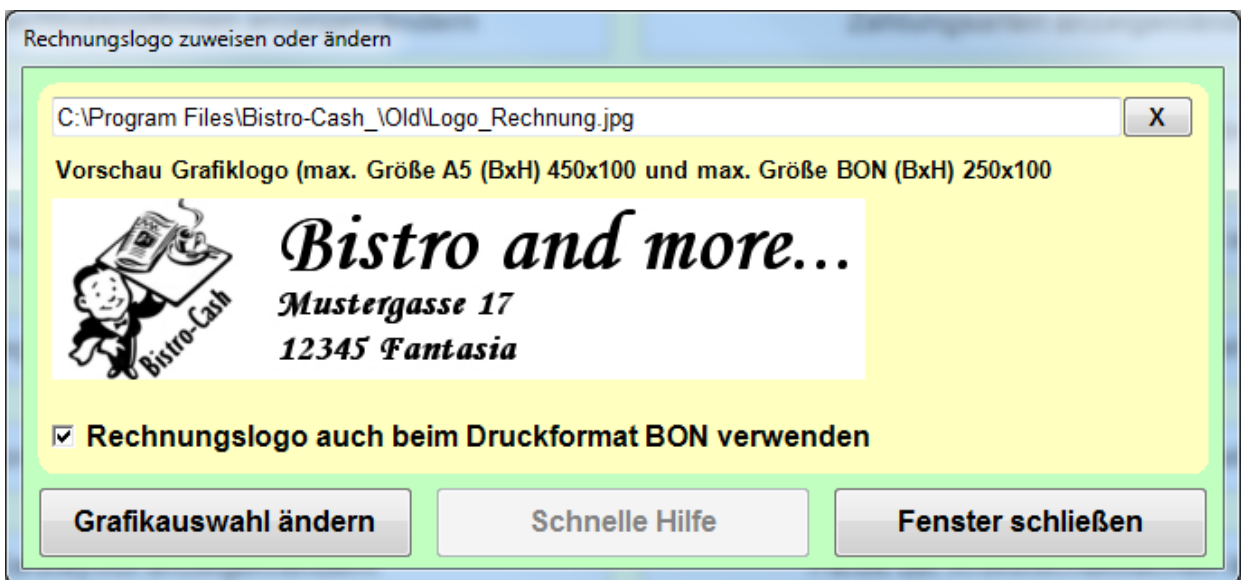 Rechnungslogo zuweisen oder ändern
C:\Program Files\Bistro-Cash_\Old\Logo_Rechnung.jpg X
Vorschau Grafiklogo (max. Größe A5 (BxH) 450x100 und max. Größe BON (BxH) 250x100
Bistro and more...
Mustergasse 17
12345 Fantasia
Bistro-Cash
Rechnungslogo auch beim Druckformat BON verwenden
Grafikauswahl ändern Schnelle Hilfe Fenster schließen